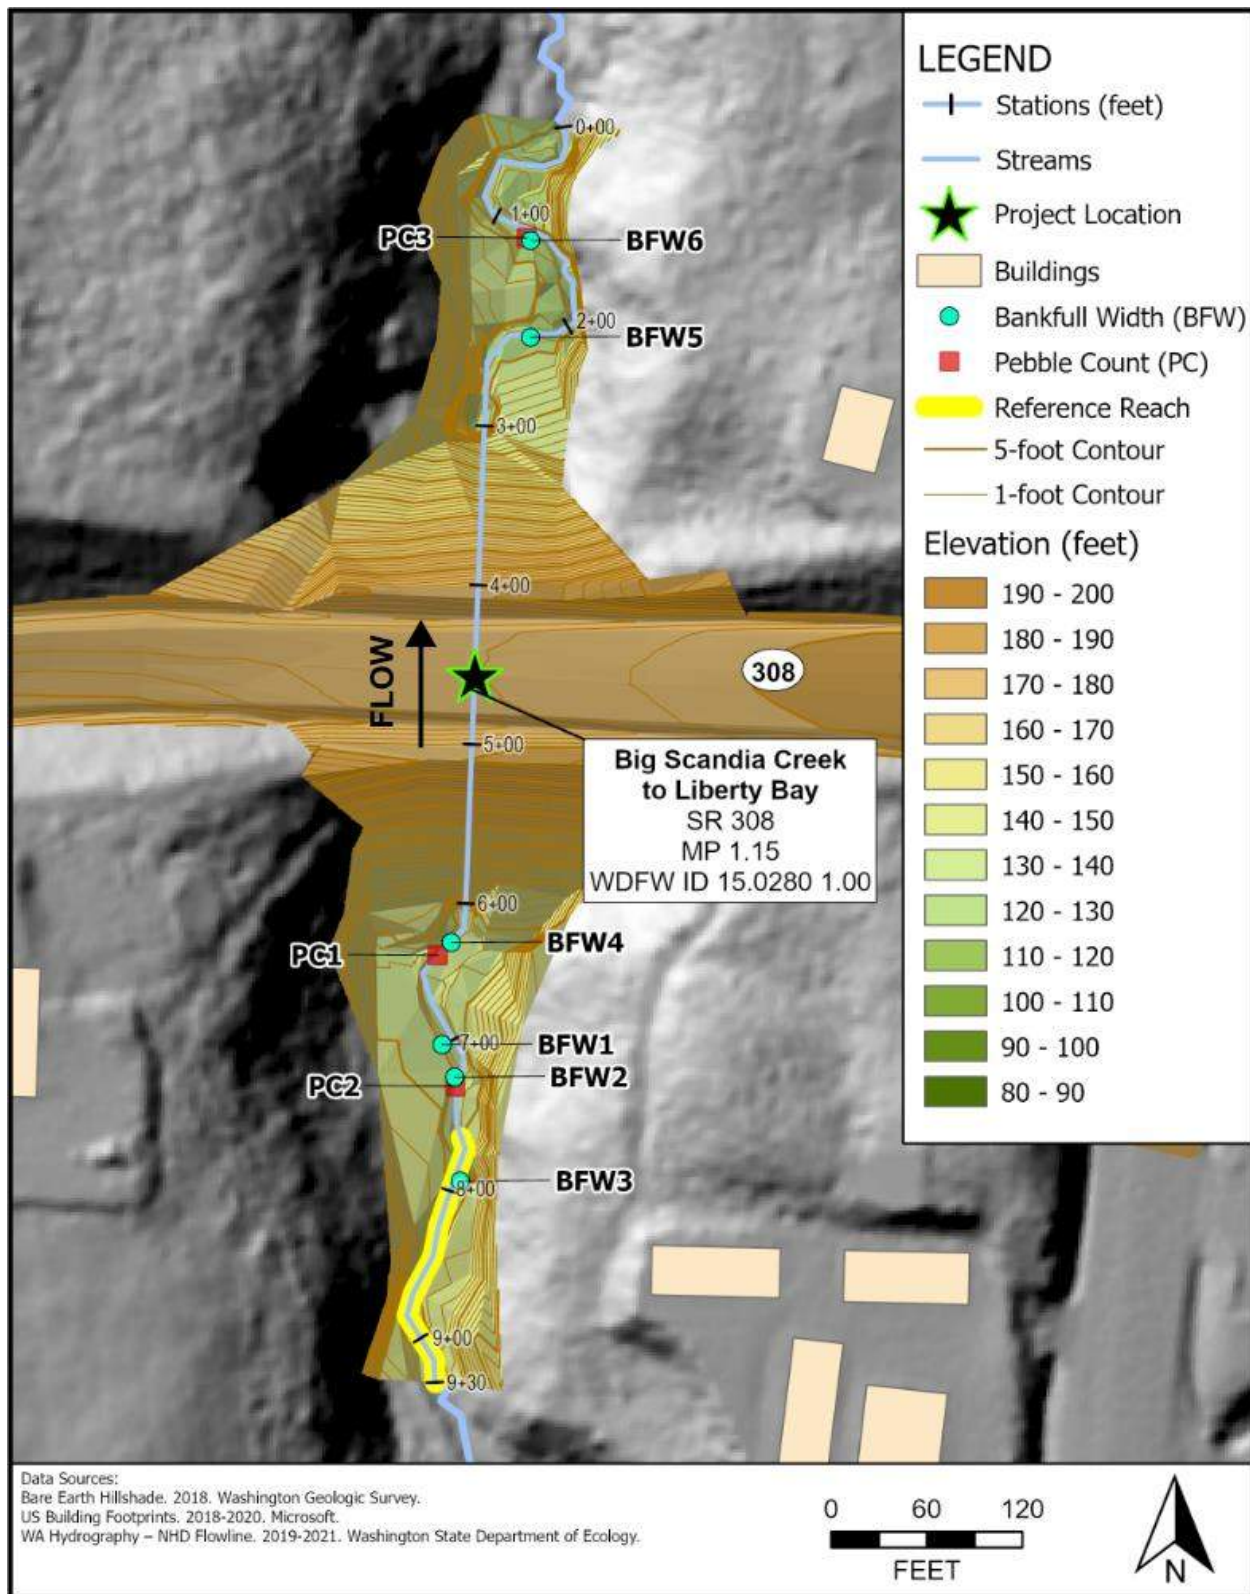 LEGEND
Stations (feet)
Streams
Project Location
Buildings
Bankfull Width (BFW)
Pebble Count (PC)
Reference Reach
5-foot Contour
1-foot Contour
Elevation (feet)
190 - 200
180 - 190
170 - 180
160 - 170
150 - 160
140 - 150
130 - 140
120 - 130
110 - 120
100 - 110
90 - 100
80 - 90
0+00
1+00
PC3
BFW6
2+00
BFW5
3+00
4+00
FLOW
308
5+00
Big Scandia Creek
to Liberty Bay
SR 308
MP 1.15
WDFW ID 15.0280 1.00
6+00
BFW4
PC1
7+00
BFW1
BFW2
PC2
BFW3
8+00
9+00
9+30
Data Sources:
Bare Earth Hillshade. 2018. Washington Geologic Survey.
US Building Footprints. 2018-2020. Microsoft.
WA Hydrography – NHD Flowline. 2019-2021. Washington State Department of Ecology.
0 60 120
FEET
N